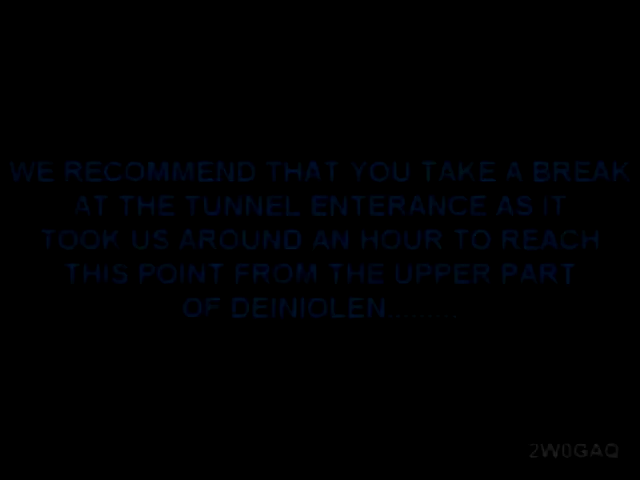 WE RECOMMEND THAT YOU TAKE A BREAK
AT THE TUNNEL ENTERANCE AS IT
TOOK US AROUND AN HOUR TO REACH
THIS POINT FROM THE UPPER PART
OF DEINIOLEN.........
2W0GAQ